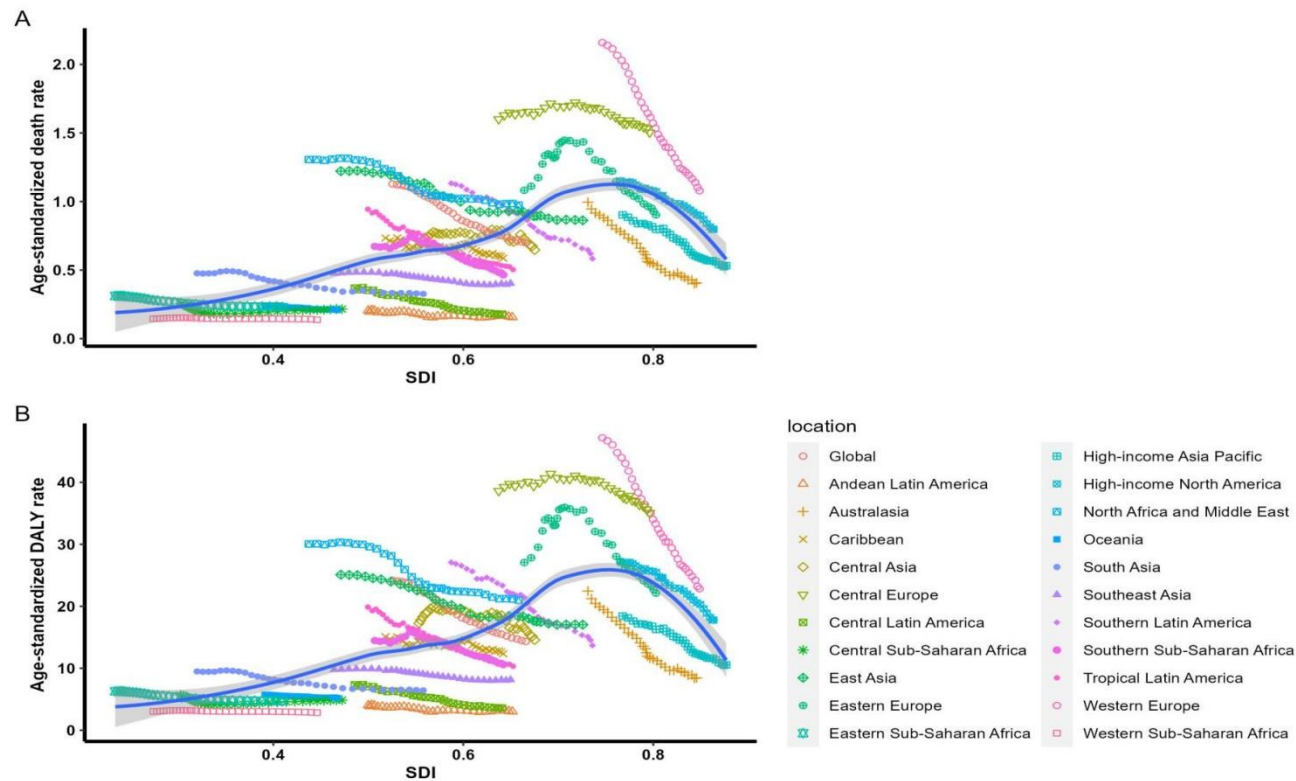 A
Age-standardized death rate
2.0
1.5
1.0
0.5
0.0
0.4
0.6
0.8
SDI
B
Age-standardized DALY rate
40
30
20
10
0
0.4
0.6
0.8
SDI
location
Global
Andean Latin America
Australasia
Caribbean
Central Asia
Central Europe
Central Latin America
Central Sub-Saharan Africa
East Asia
Eastern Europe
Eastern Sub-Saharan Africa
High-income Asia Pacific
High-income North America
North Africa and Middle East
Oceania
South Asia
Southeast Asia
Southern Latin America
Southern Sub-Saharan Africa
Tropical Latin America
Western Europe
Western Sub-Saharan Africa